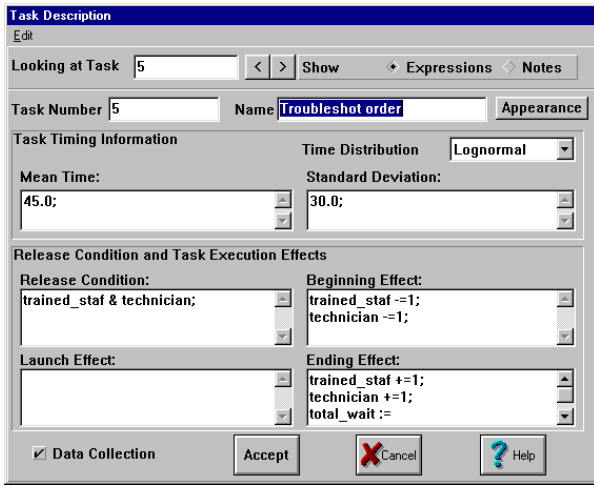 Task Description
Edit
Looking at Task 5 < > Show Expressions Notes
Task Number 5 Name Troubleshot order Appearance
Task Timing Information
Time Distribution Lognormal
Mean Time: Standard Deviation:
45.0; 30.0;
Release Condition and Task Execution Effects
Release Condition: Beginning Effect:
trained_staf & technician; trained_staf -=1;
technician -=1;
Launch Effect: Ending Effect:
trained_staf +=1;
technician +=1;
total_wait :=
Data Collection Accept Cancel ? Help